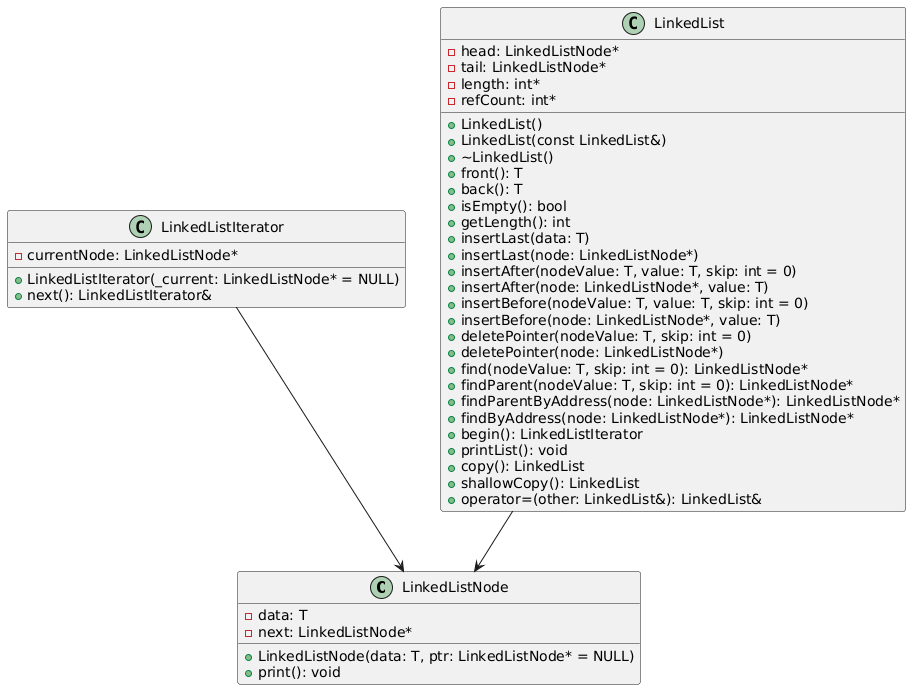 C LinkedList
head: LinkedListNode*
tail: LinkedListNode*
length: int*
refCount: int*
LinkedList()
LinkedList(const LinkedList&)
~LinkedList()
front(): T
back(): T
isEmpty(): bool
getLength(): int
insertLast(data: T)
insertLast(node: LinkedListNode*)
insertAfter(nodeValue: T, value: T, skip: int = 0)
insertAfter(node: LinkedListNode*, value: T)
insertBefore(nodeValue: T, value: T, skip: int = 0)
insertBefore(node: LinkedListNode*, value: T)
deletePointer(nodeValue: T, skip: int = 0)
deletePointer(node: LinkedListNode*)
find(nodeValue: T, skip: int = 0): LinkedListNode*
findParent(nodeValue: T, skip: int = 0): LinkedListNode*
findParentByAddress(node: LinkedListNode*): LinkedListNode*
findByAddress(node: LinkedListNode*): LinkedListNode*
begin(): LinkedListIterator
printList(): void
copy(): LinkedList
shallowCopy(): LinkedList
operator=(other: LinkedList&): LinkedList&
C LinkedListIterator
currentNode: LinkedListNode*
LinkedListIterator(_current: LinkedListNode* = NULL)
next(): LinkedListIterator&
C LinkedListNode
data: T
next: LinkedListNode*
LinkedListNode(data: T, ptr: LinkedListNode* = NULL)
print(): void